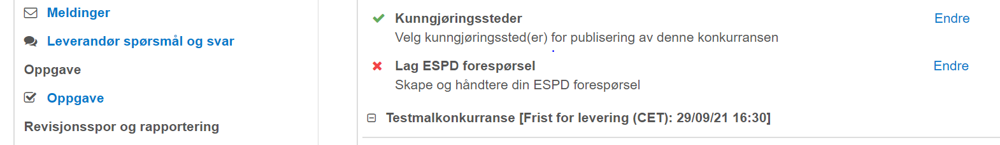 Meldinger
Leverandør spørsmål og svar
Oppgave
Oppgave
Revisjonsspor og rapportering
Kunngjøringssteder Endre
Velg kunngjøringssted(er) for publisering av denne konkurransen
Lag ESPD forespørsel Endre
Skape og håndtere din ESPD forespørsel
Testmalkonkurranse [Frist for levering (CET): 29/09/21 16:30]